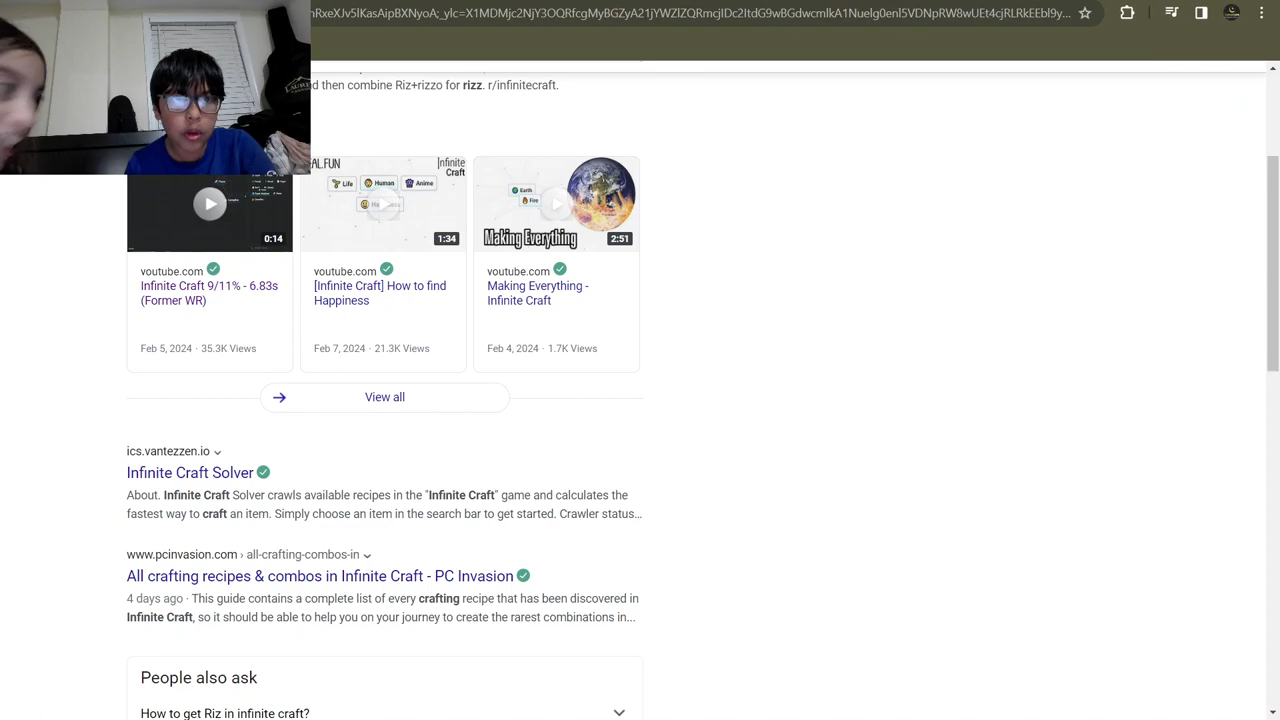 d then combine Riz+rizzo for rizz. r/infinitecraft.
AL.FUN
Infinite
Craft
Life
Human
Anime
Earth
Fire
Making Everything
0:14
1:34
2:51
youtube.com
Infinite Craft 9/11% - 6.83s
(Former WR)
Feb 5, 2024 · 35.3K Views
youtube.com
[Infinite Craft] How to find
Happiness
Feb 7, 2024 · 21.3K Views
youtube.com
Making Everything -
Infinite Craft
Feb 4, 2024 · 1.7K Views
View all
ics.vantezzen.io
Infinite Craft Solver
About. Infinite Craft Solver crawls available recipes in the "Infinite Craft" game and calculates the
fastest way to craft an item. Simply choose an item in the search bar to get started. Crawler status...
www.pcinvasion.com › all-crafting-combos-in
All crafting recipes & combos in Infinite Craft - PC Invasion
4 days ago · This guide contains a complete list of every crafting recipe that has been discovered in
Infinite Craft, so it should be able to help you on your journey to create the rarest combinations in...
People also ask
How to get Riz in infinite craft?